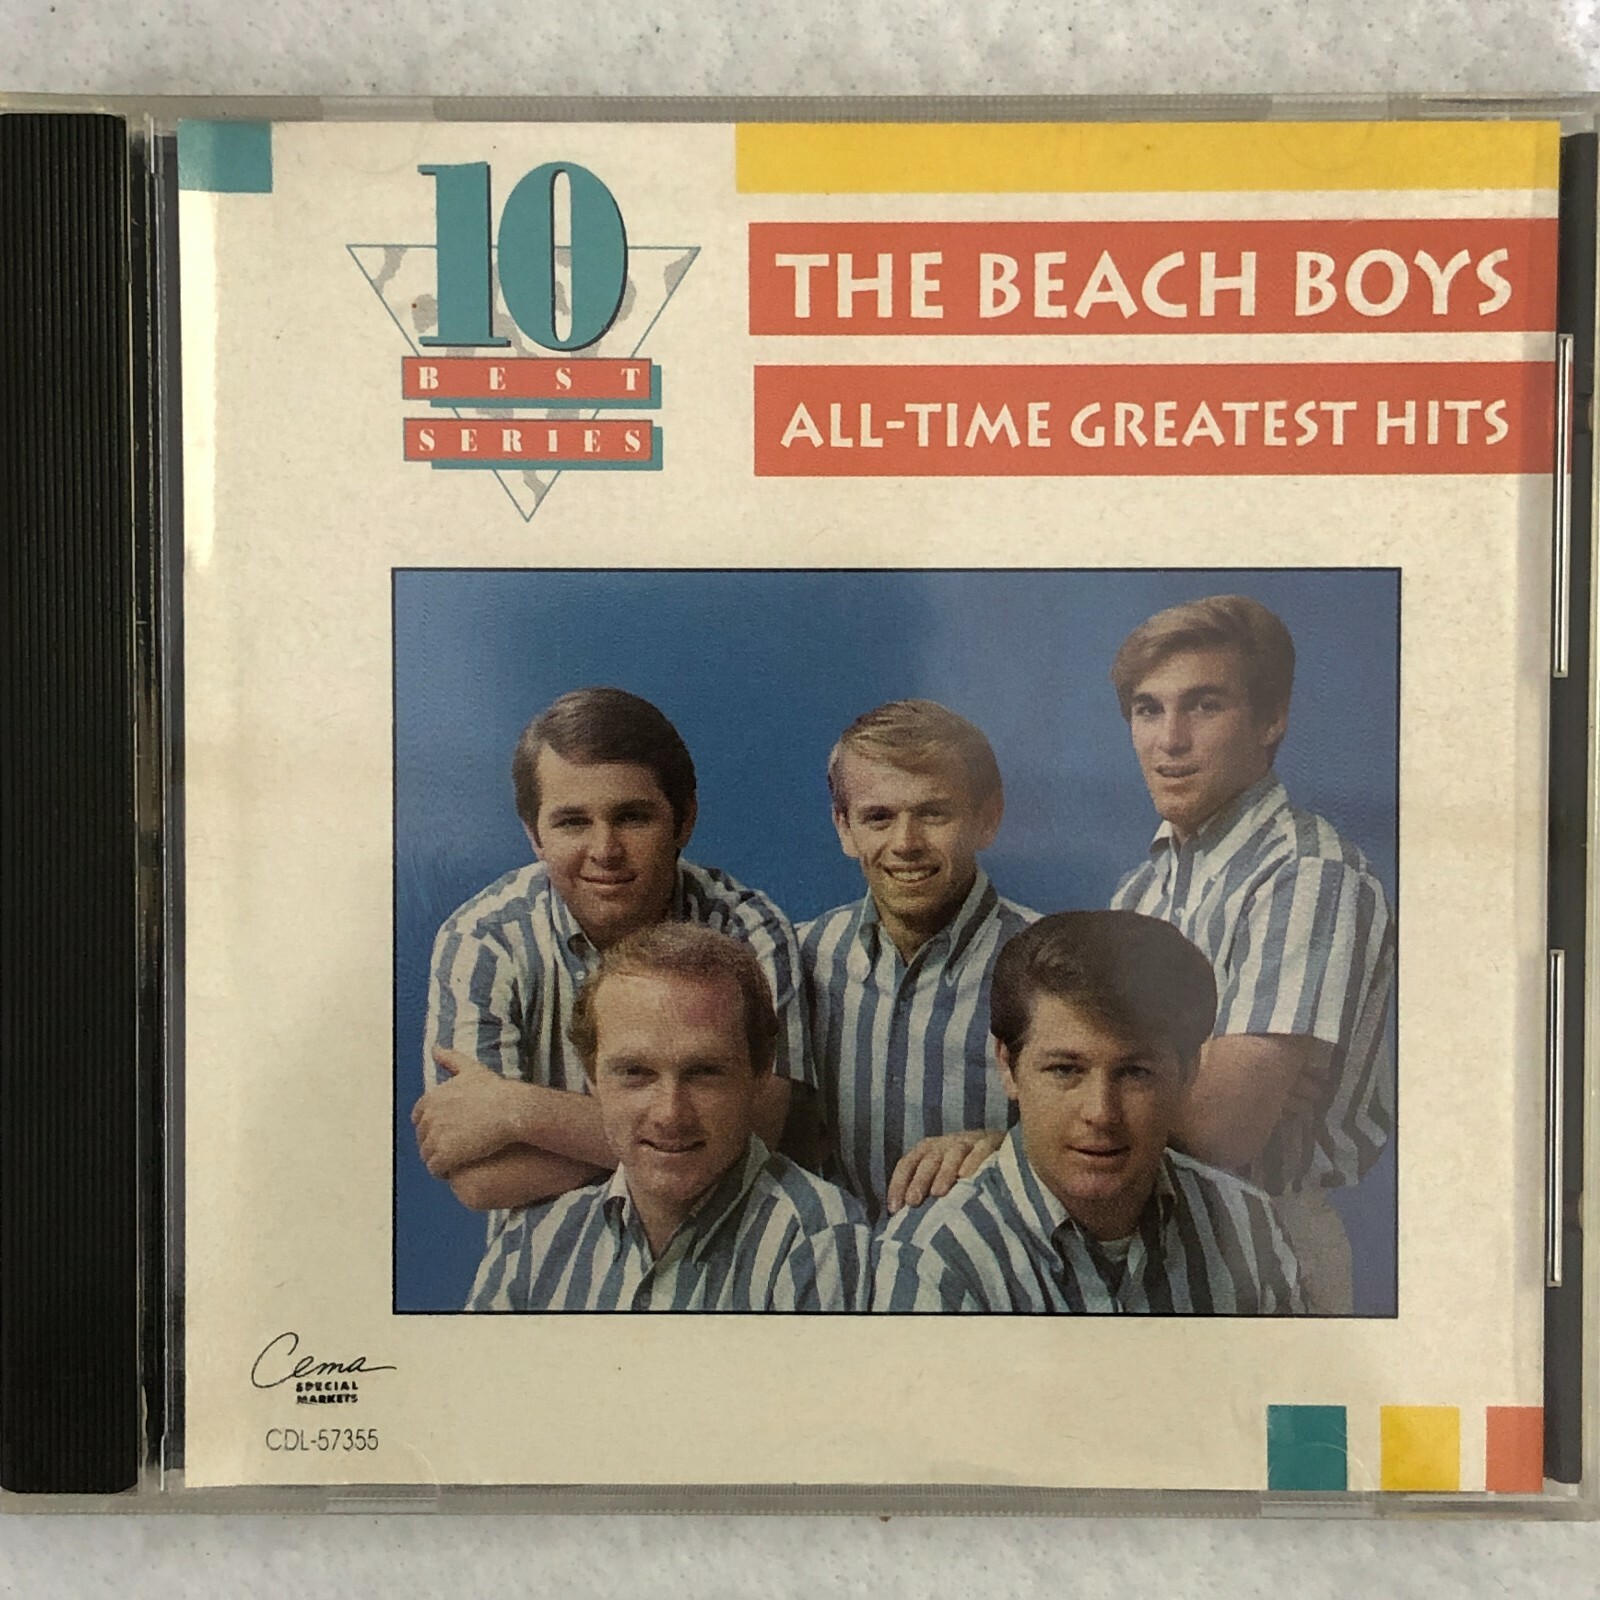 10
BEST
SERIES
THE BEACH BOYS
ALL-TIME GREATEST HITS
Cema
SPECIAL
MARKETS
CDL-57355